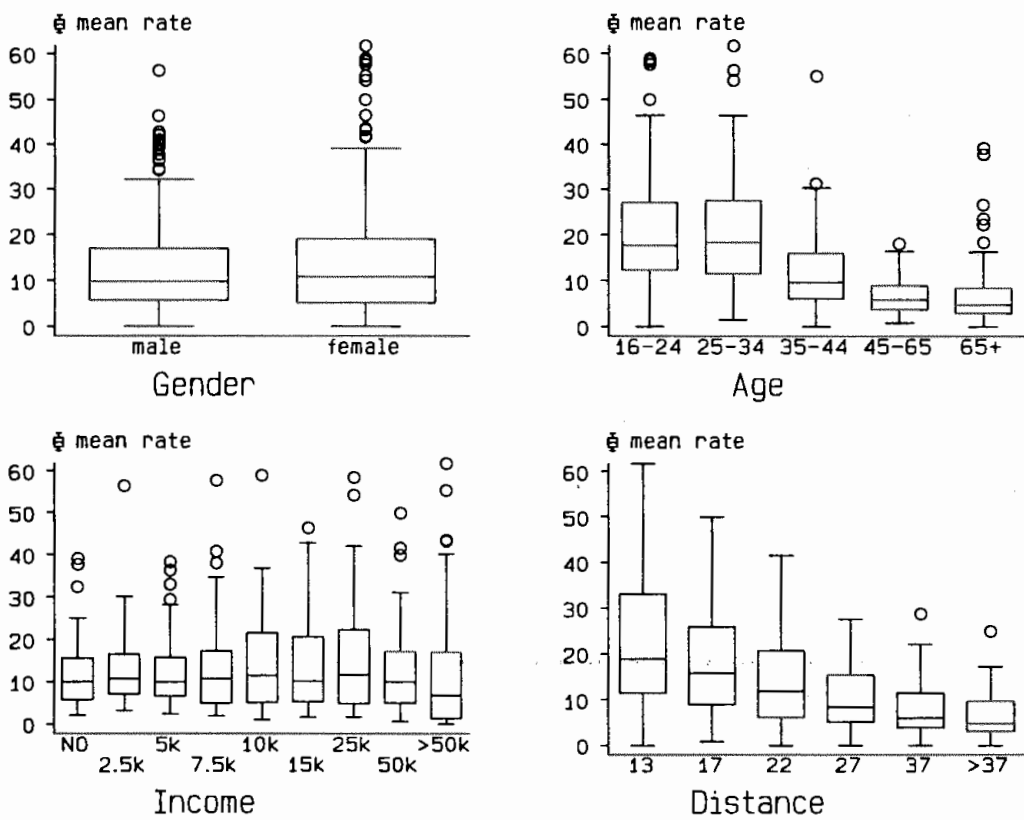 ϕ mean rate
60
50
40
30
20
10
0
male female
Gender
ϕ mean rate
60
50
40
30
20
10
0
16-24 25-34 35-44 45-65 65+
Age
ϕ mean rate
60
50
40
30
20
10
0
NO 5k 10k 25k >50k
2.5k 7.5k 15k 50k
Income
ϕ mean rate
60
50
40
30
20
10
0
13 17 22 27 37 >37
Distance